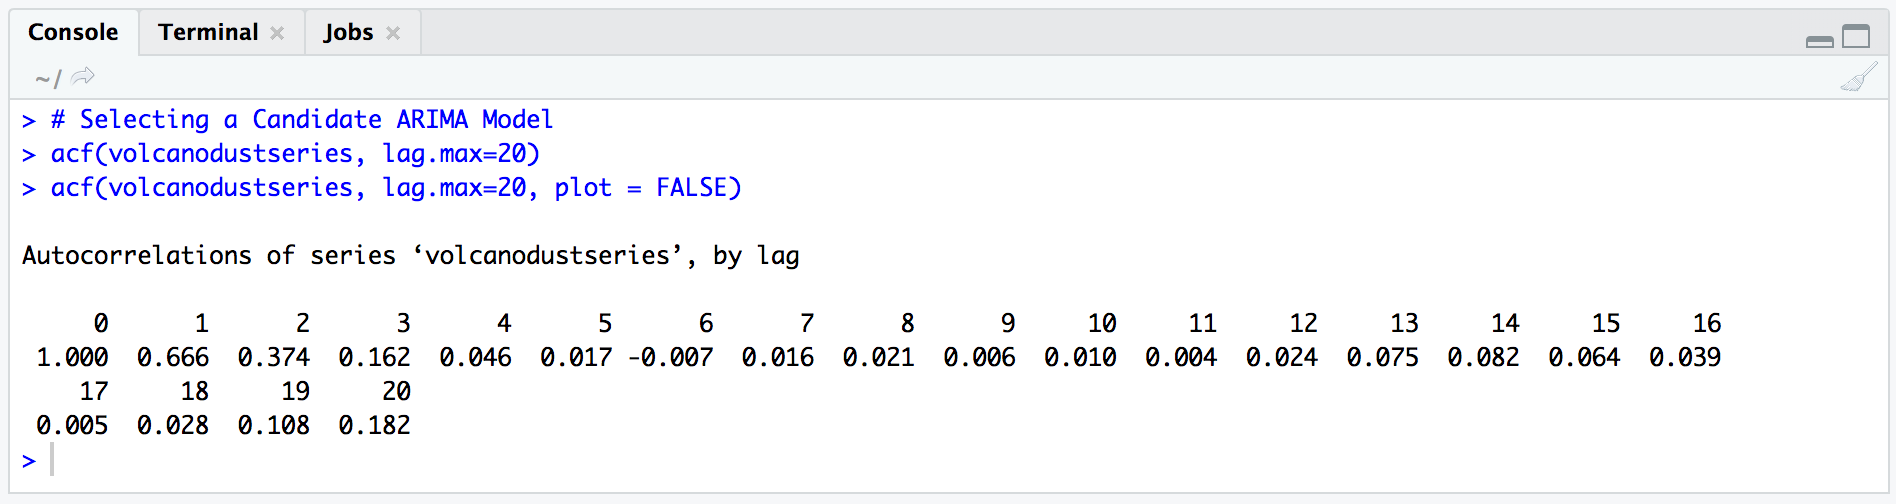 Console Terminal Jobs
~/
> # Selecting a Candidate ARIMA Model
> acf(volcanodustseries, lag.max=20)
> acf(volcanodustseries, lag.max=20, plot = FALSE)
Autocorrelations of series ‘volcanodustseries’, by lag
0 1 2 3 4 5 6 7 8 9 10 11 12 13 14 15 16
1.000 0.666 0.374 0.162 0.046 0.017 -0.007 0.016 0.021 0.006 0.010 0.004 0.024 0.075 0.082 0.064 0.039
17 18 19 20
0.005 0.028 0.108 0.182
>